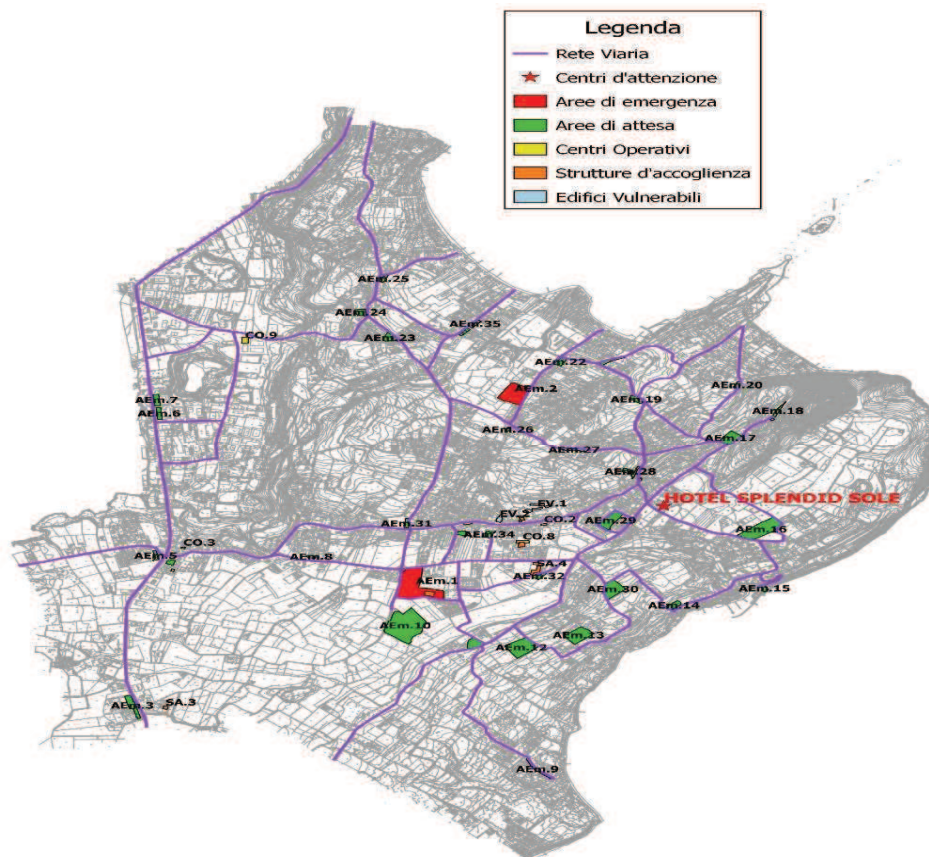 Legenda
Rete Viaria
Centri d'attenzione
Aree di emergenza
Aree di attesa
Centri Operativi
Strutture d'accoglienza
Edifici Vulnerabili
AEm.25
AEm.24
AEm.35
CO.9
AEm.23
AEm.22
AEm.2
AEm.20
AEm.7
AEm.19
AEm.6
AEm.18
AEm.26
AEm.17
AEm.27
AEm.28
HOTEL SPLENDID SOLE
EV.1
EV.2
AEm.31
CO.2
AEm.29
AEm.16
AEm.34
CO.3
CO.8
AEm.5
AEm.8
SA.4
AEm.32
AEm.1
AEm.30
AEm.15
AEm.14
AEm.10
AEm.13
AEm.12
AEm.3
SA.3
AEm.9